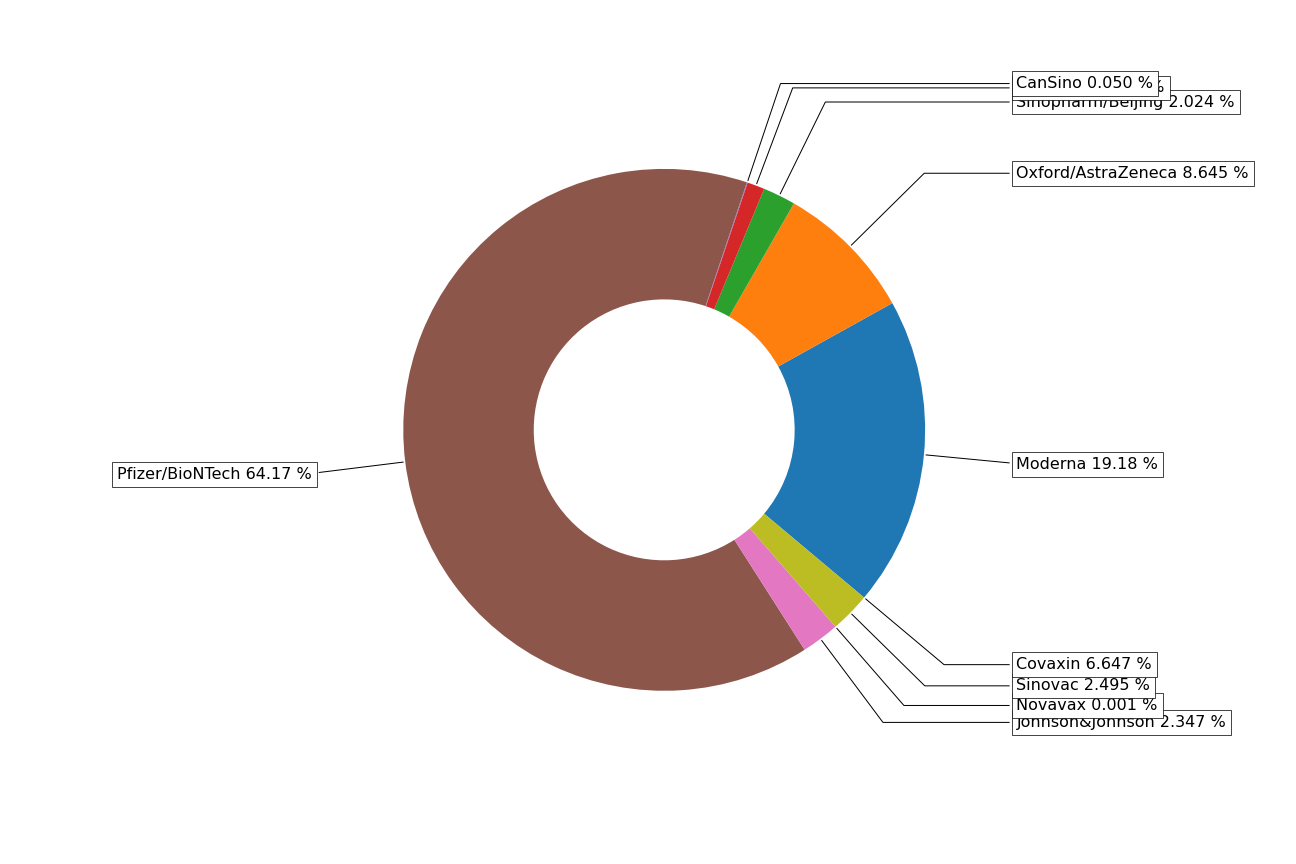 CanSino 0.050 %
%
Sinopharm/Beijing 2.024 %
Oxford/AstraZeneca 8.645 %
Pfizer/BioNTech 64.17 %
Moderna 19.18 %
Covaxin 6.647 %
Sinovac 2.495 %
Novavax 0.001 %
Johnson&Johnson 2.347 %